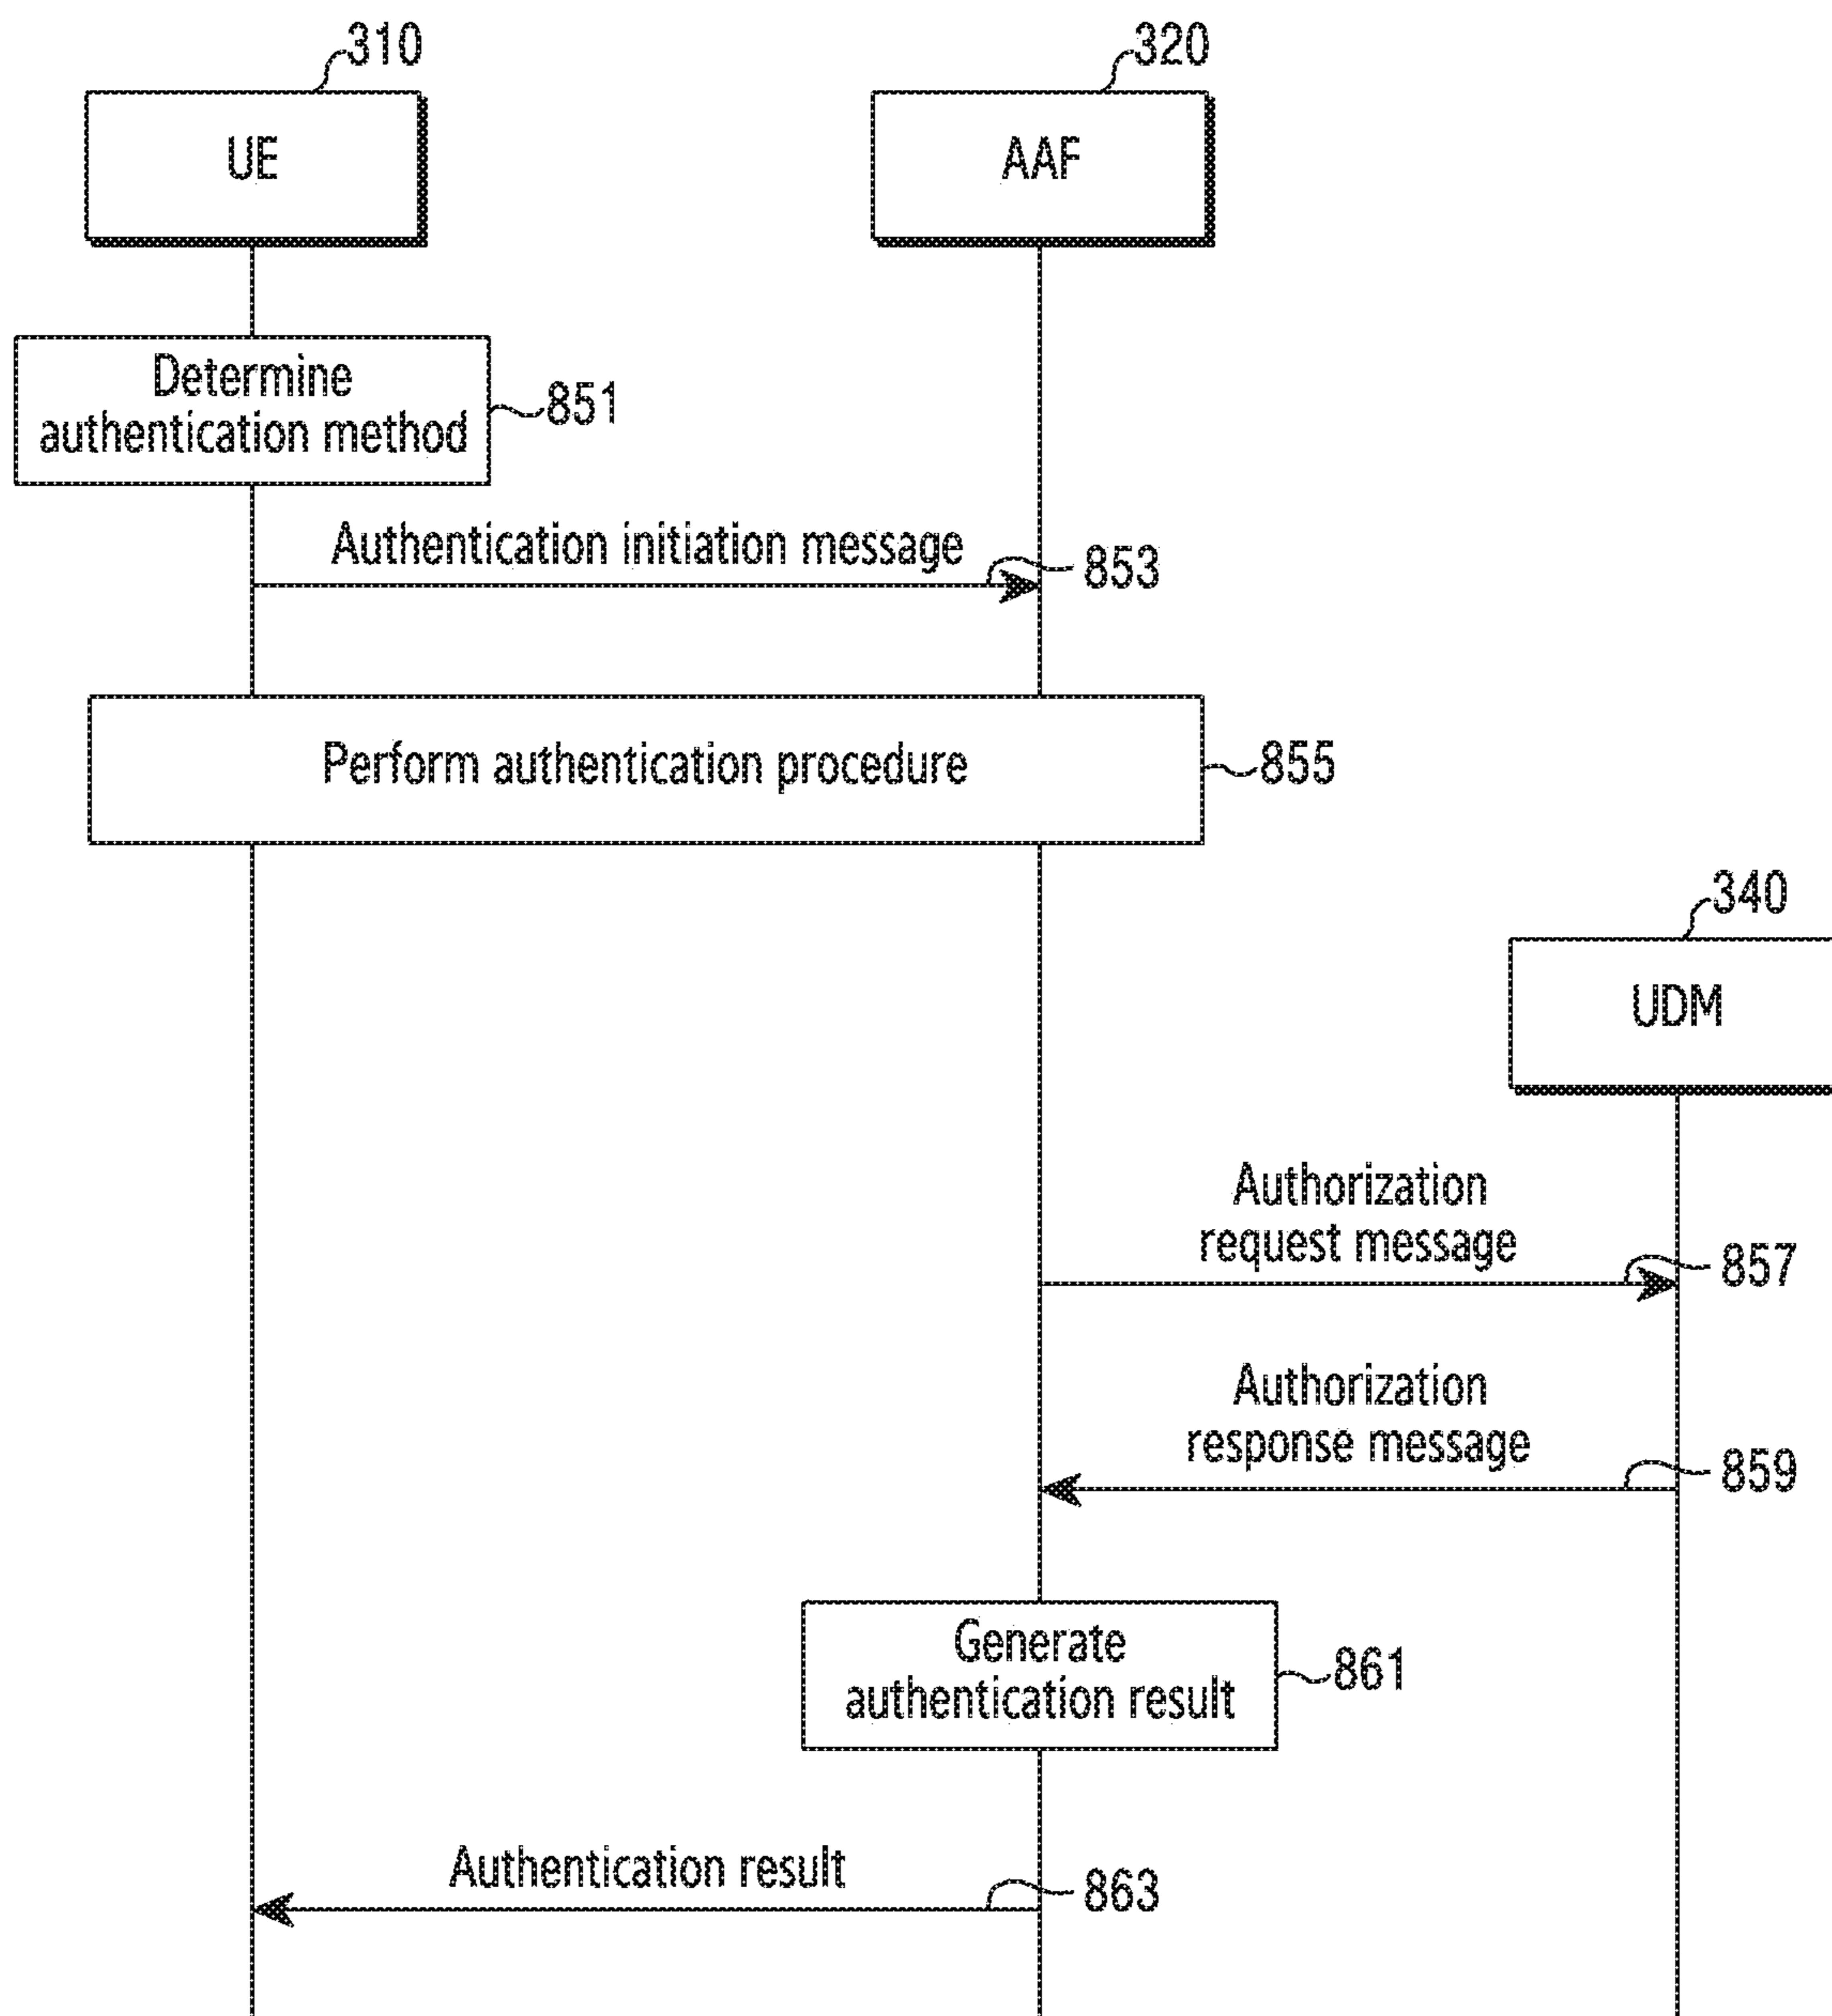 310
320
UE
AAF
Determine
authentication method
851
Authentication initiation message
853
Perform authentication procedure
855
340
UDM
Authorization
request message
857
Authorization
response message
859
Generate
authentication result
861
Authentication result
863